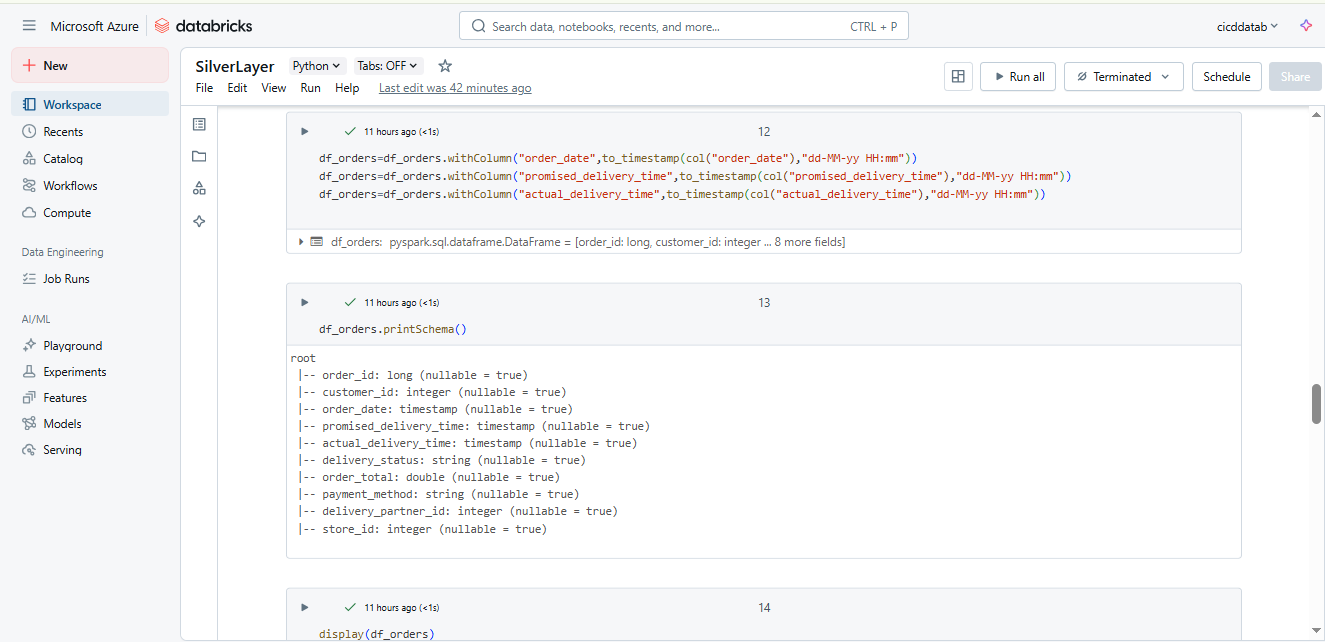 Microsoft Azure databricks Search data, notebooks, recents, and more... CTRL + P cicddatab
New
Workspace
Recents
Catalog
Workflows
Compute
Data Engineering
Job Runs
AI/ML
Playground
Experiments
Features
Models
Serving
SilverLayer Python Tabs: OFF Run all Terminated Schedule Share
File Edit View Run Help Last edit was 42 minutes ago
11 hours ago (<1s) 12
df_orders=df_orders.withColumn("order_date",to_timestamp(col("order_date"),"dd-MM-yy HH:mm"))
df_orders=df_orders.withColumn("promised_delivery_time",to_timestamp(col("promised_delivery_time"),"dd-MM-yy HH:mm"))
df_orders=df_orders.withColumn("actual_delivery_time",to_timestamp(col("actual_delivery_time"),"dd-MM-yy HH:mm"))
df_orders: pyspark.sql.dataframe.DataFrame = [order_id: long, customer_id: integer ... 8 more fields]
11 hours ago (<1s) 13
df_orders.printSchema()
root
|-- order_id: long (nullable = true)
|-- customer_id: integer (nullable = true)
|-- order_date: timestamp (nullable = true)
|-- promised_delivery_time: timestamp (nullable = true)
|-- actual_delivery_time: timestamp (nullable = true)
|-- delivery_status: string (nullable = true)
|-- order_total: double (nullable = true)
|-- payment_method: string (nullable = true)
|-- delivery_partner_id: integer (nullable = true)
|-- store_id: integer (nullable = true)
11 hours ago (<1s) 14
display(df_orders)